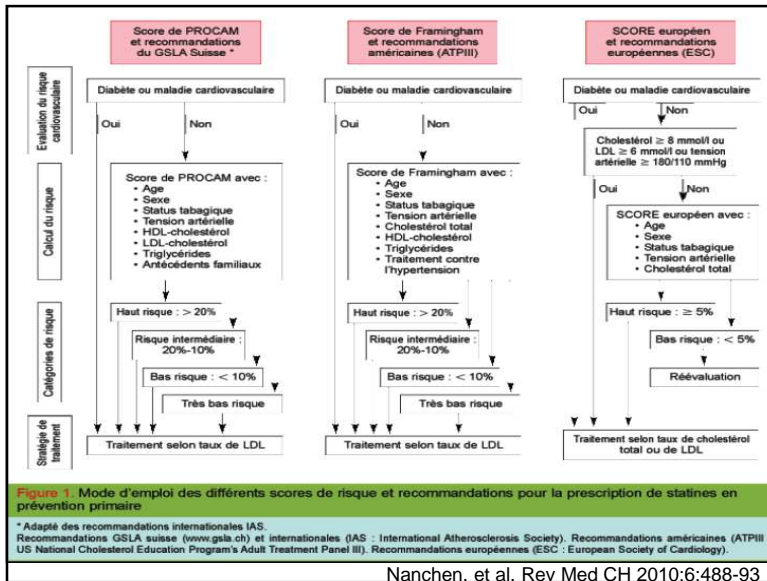 Score de PROCAM
et recommandations
du GSLA Suisse *
Score de Framingham
et recommandations
américaines (ATPIII)
SCORE européen
et recommandations
européennes (ESC)
Evaluation du risque
cardiovasculaire
Diabète ou maladie cardiovasculaire
Oui
Non
Diabète ou maladie cardiovasculaire
Oui
Non
Diabète ou maladie cardiovasculaire
Oui
Non
Cholestérol ≥ 8 mmol/l ou
LDL ≥ 6 mmol/l ou tension
artérielle ≥ 180/110 mmHg
Oui
Non
Calcul du risque
Score de PROCAM avec :
• Age
• Sexe
• Status tabagique
• Tension artérielle
• HDL-cholestérol
• LDL-cholestérol
• Triglycérides
• Antécédents familiaux
Score de Framingham avec :
• Age
• Sexe
• Status tabagique
• Tension artérielle
• Cholestérol total
• HDL-cholestérol
• Triglycérides
• Traitement contre
l'hypertension
SCORE européen avec :
• Age
• Sexe
• Status tabagique
• Tension artérielle
• Cholestérol total
Catégories de risque
Haut risque : > 20%
Risque intermédiaire :
20%-10%
Bas risque : < 10%
Très bas risque
Haut risque : > 20%
Risque intermédiaire :
20%-10%
Bas risque : < 10%
Très bas risque
Haut risque : ≥ 5%
Bas risque : < 5%
Réévaluation
Stratégie de
traitement
Traitement selon taux de LDL
Traitement selon taux de LDL
Traitement selon taux de cholestérol
total ou de LDL
Figure 1. Mode d'emploi des différents scores de risque et recommandations pour la prescription de statines en
prévention primaire
* Adapté des recommandations internationales IAS.
Recommandations GSLA suisse (www.gsla.ch) et internationales (IAS : International Atherosclerosis Society). Recommandations américaines (ATPIII
US National Cholesterol Education Program's Adult Treatment Panel III). Recommandations européennes (ESC : European Society of Cardiology).
Nanchen, et al. Rev Med CH 2010;6:488-93